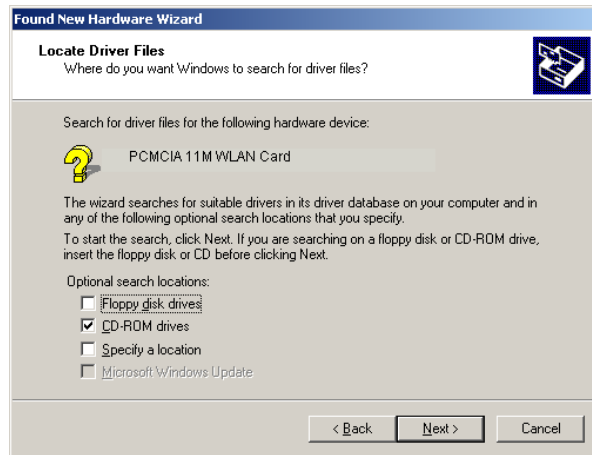 Found New Hardware Wizard
Locate Driver Files
Where do you want Windows to search for driver files?
Search for driver files for the following hardware device:
PCMCIA 11M WLAN Card
The wizard searches for suitable drivers in its driver database on your computer and in
any of the following optional search locations that you specify.
To start the search, click Next. If you are searching on a floppy disk or CD-ROM drive,
insert the floppy disk or CD before clicking Next.
Optional search locations:
Floppy disk drives
CD-ROM drives
Specify a location
Microsoft Windows Update
< Back Next > Cancel